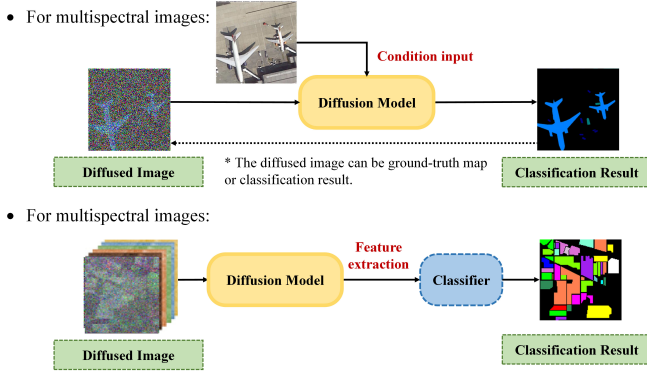 • For multispectral images:
Condition input
Diffusion Model
* The diffused image can be ground-truth map
or classification result.
Diffused Image
Classification Result
• For multispectral images:
Feature
extraction
Diffusion Model
Classifier
Diffused Image
Classification Result